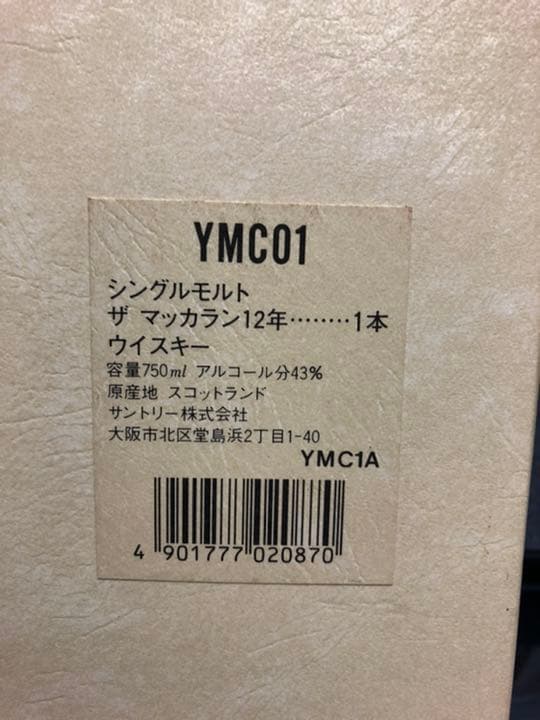 YMC01
シングルモルト
ザ マッカラン12年………1本
ウイスキー
容量750ml アルコール分43%
原産地 スコットランド
サントリー株式会社
大阪市北区堂島浜2丁目1-40
YMC1A
4 901777 020870